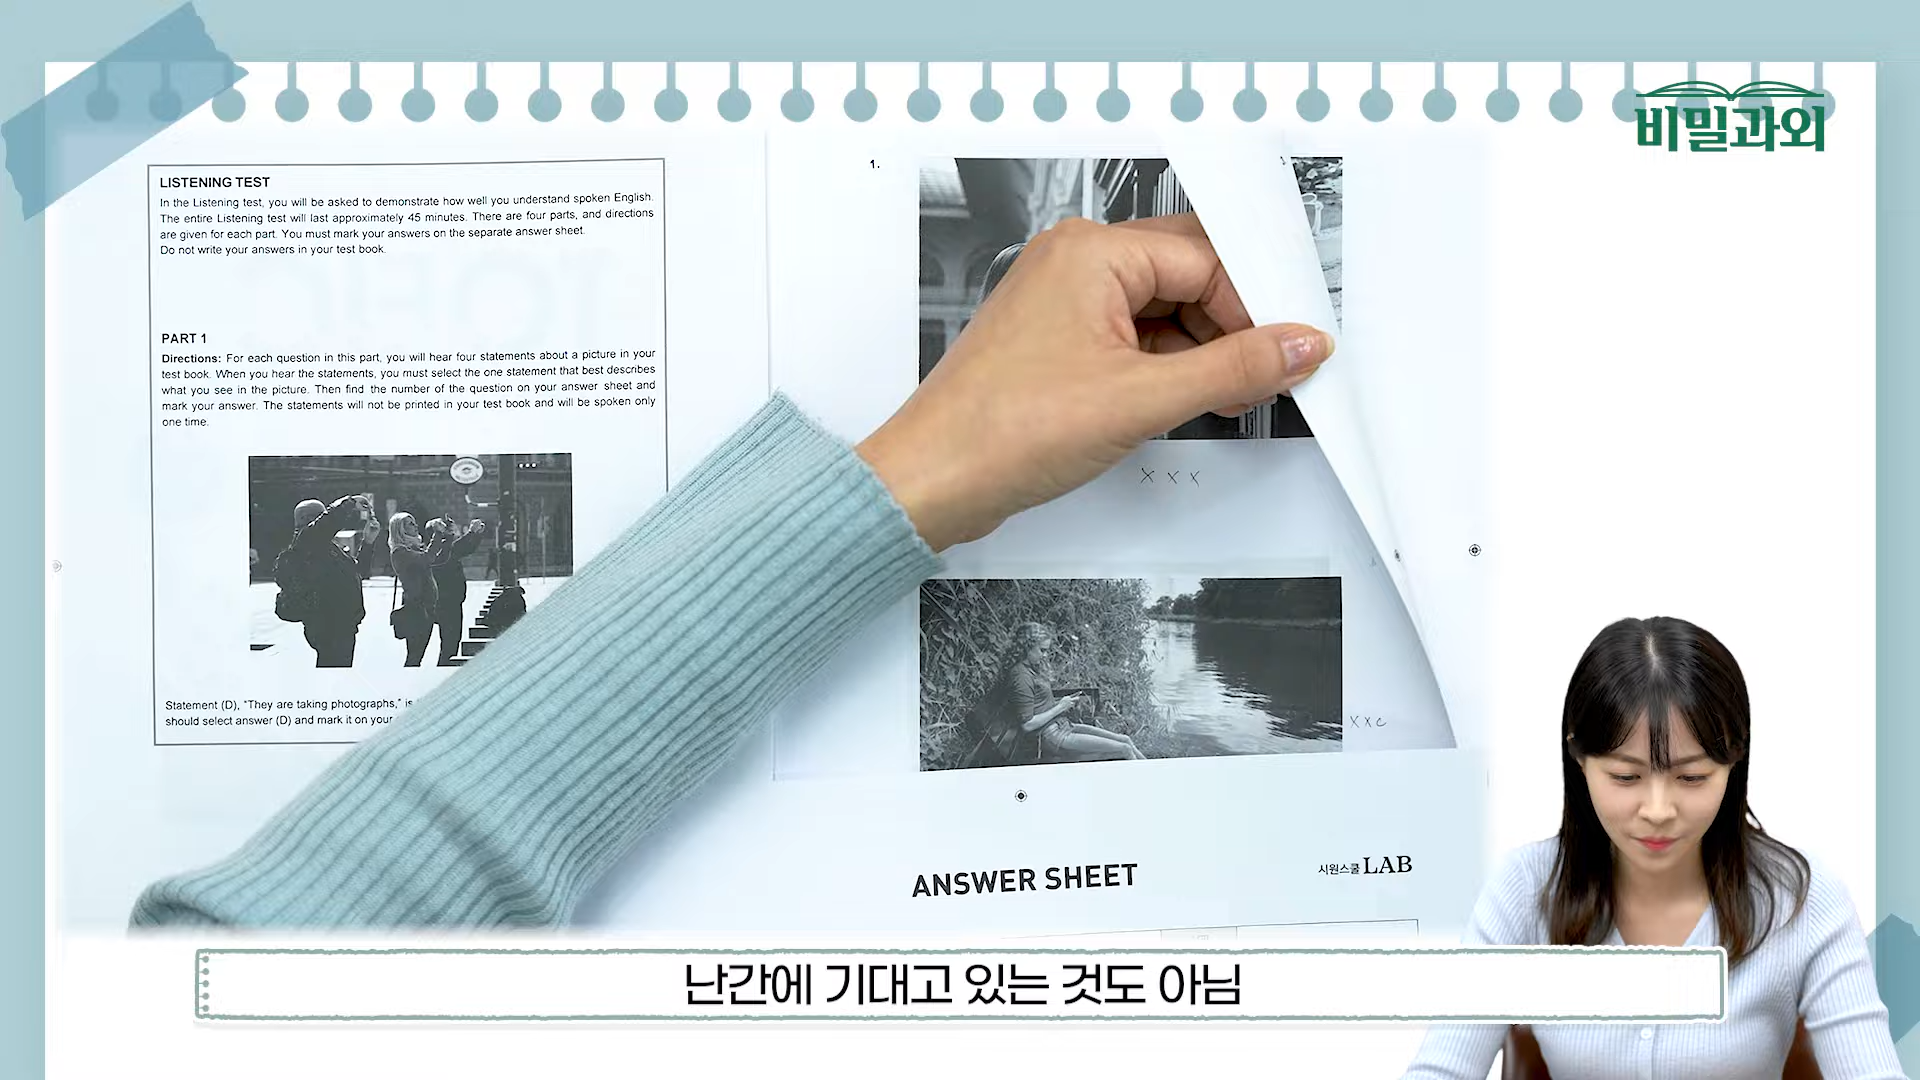 비밀과외
LISTENING TEST
In the Listening test, you will be asked to demonstrate how well you understand spoken English.
The entire Listening test will last approximately 45 minutes. There are four parts, and directions
are given for each part. You must mark your answers on the separate answer sheet.
Do not write your answers in your test book.
PART 1
Directions: For each question in this part, you will hear four statements about a picture in your
test book. When you hear the statements, you must select the one statement that best describes
what you see in the picture. Then find the number of the question on your answer sheet and
mark your answer. The statements will not be printed in your test book and will be spoken only
one time.
Statement (D), "They are taking photographs," is
should select answer (D) and mark it on your
1.
x x x
x x c
ANSWER SHEET
시원스쿨 LAB
난간에 기대고 있는 것도 아님